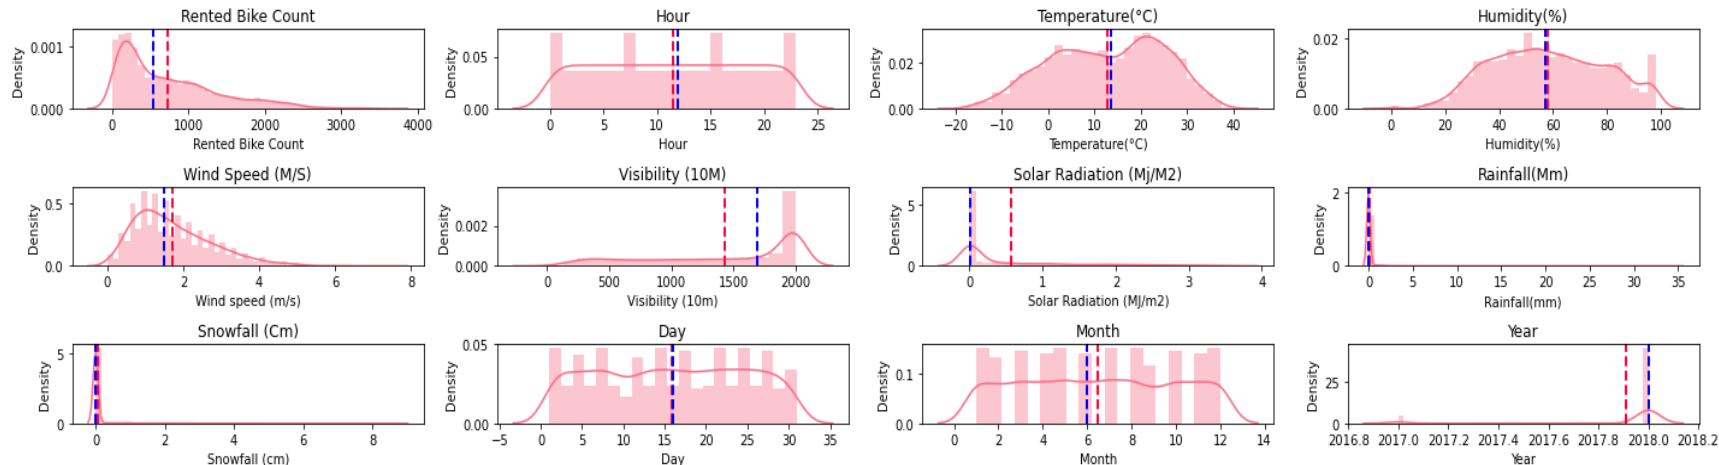 Rented Bike Count
Density
0.001
0.000
0 1000 2000 3000 4000
Rented Bike Count
Hour
Density
0.05
0.00
0 5 10 15 20 25
Hour
Temperature(°C)
Density
0.02
0.00
−20 −10 0 10 20 30 40
Temperature(°C)
Humidity(%)
Density
0.02
0.00
0 20 40 60 80 100
Humidity(%)
Wind Speed (M/S)
Density
0.5
0.0
0 2 4 6 8
Wind speed (m/s)
Visibility (10M)
Density
0.002
0.000
0 500 1000 1500 2000
Visibility (10m)
Solar Radiation (Mj/M2)
Density
5
0
0 1 2 3 4
Solar Radiation (MJ/m2)
Rainfall(Mm)
Density
2
1
0
0 5 10 15 20 25 30 35
Rainfall(mm)
Snowfall (Cm)
Density
5
0
0 2 4 6 8
Snowfall (cm)
Day
Density
0.05
0.00
−5 0 5 10 15 20 25 30 35
Day
Month
Density
0.1
0.0
0 2 4 6 8 10 12 14
Month
Year
Density
25
0
2016.8 2017.0 2017.2 2017.4 2017.6 2017.8 2018.0 2018.2
Year